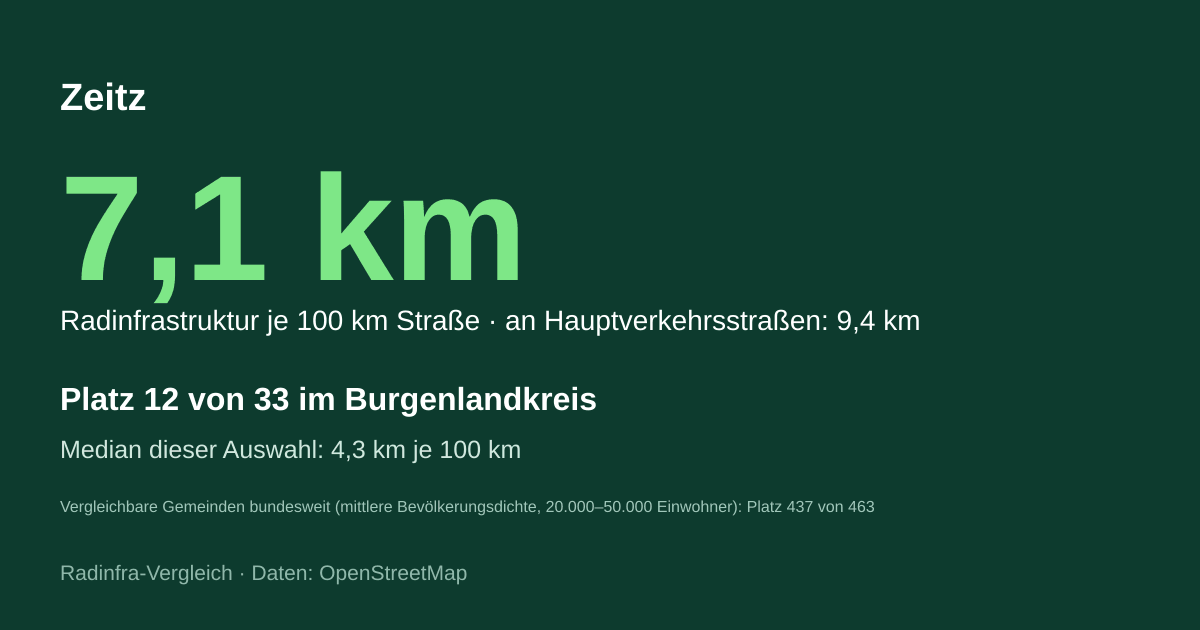 Zeitz
7,1 km
Radinfrastruktur je 100 km Straße · an Hauptverkehrsstraßen: 9,4 km
Platz 12 von 33 im Burgenlandkreis
Median dieser Auswahl: 4,3 km je 100 km
Vergleichbare Gemeinden bundesweit (mittlere Bevölkerungsdichte, 20.000–50.000 Einwohner): Platz 437 von 463
Radinfra-Vergleich · Daten: OpenStreetMap